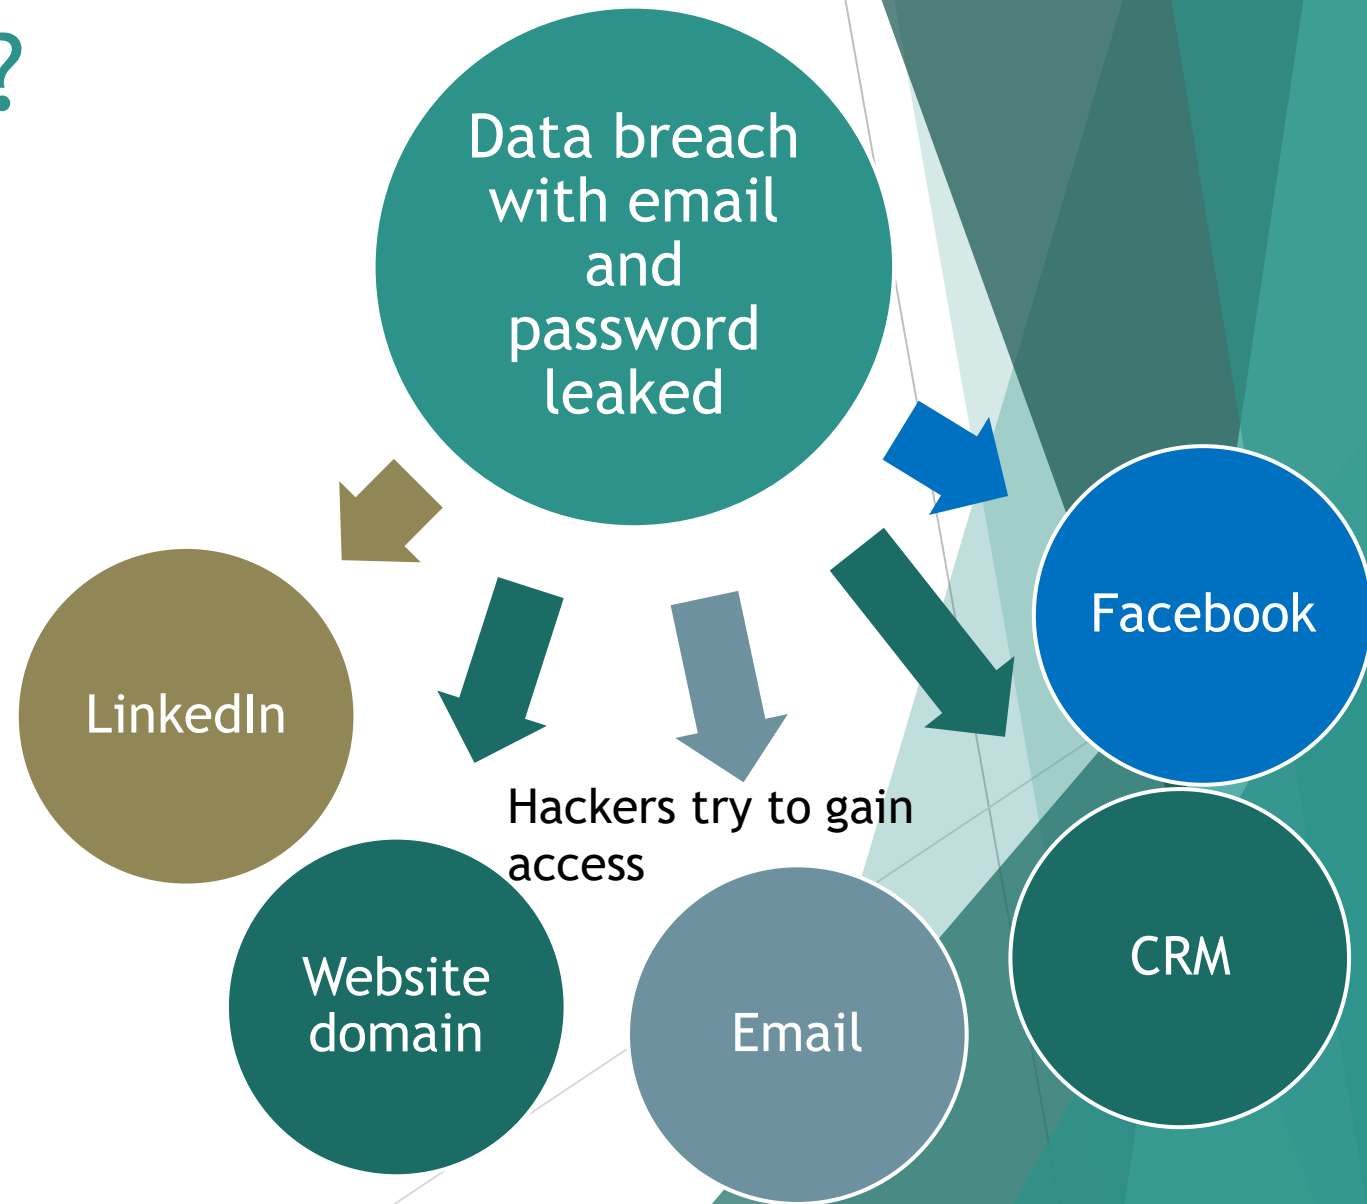 ?
Data breach
with email
and
password
leaked
Facebook
LinkedIn
Hackers try to gain
access
CRM
Website
domain
Email